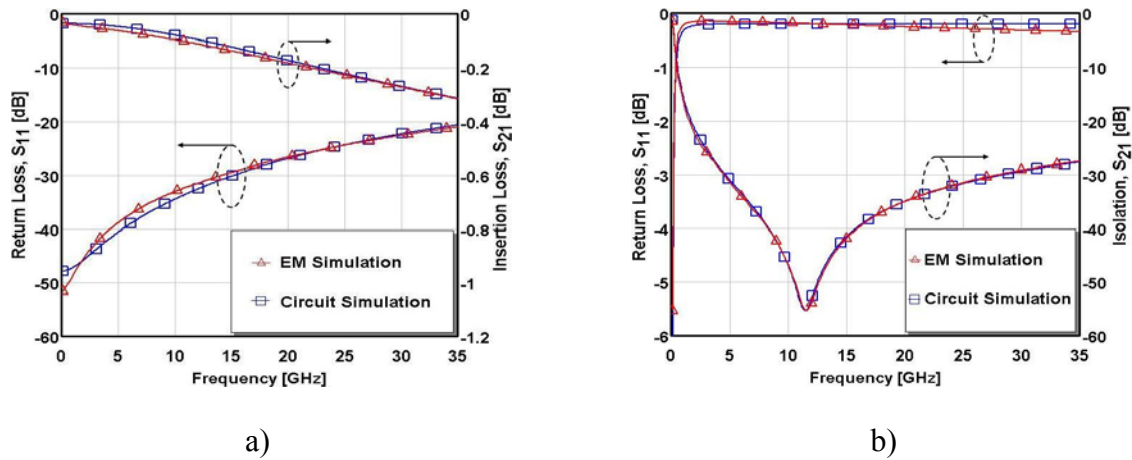 0
-10
-20
-30
-40
-50
-60
Return Loss, S11 [dB]
0
-0.2
-0.4
-0.6
-0.8
-1
-1.2
Insertion Loss, S21 [dB]
EM Simulation
Circuit Simulation
0 5 10 15 20 25 30 35
Frequency [GHz]
a)
0
-1
-2
-3
-4
-5
-6
Return Loss, S11 [dB]
0
-10
-20
-30
-40
-50
-60
Isolation, S21 [dB]
EM Simulation
Circuit Simulation
0 5 10 15 20 25 30 35
Frequency [GHz]
b)